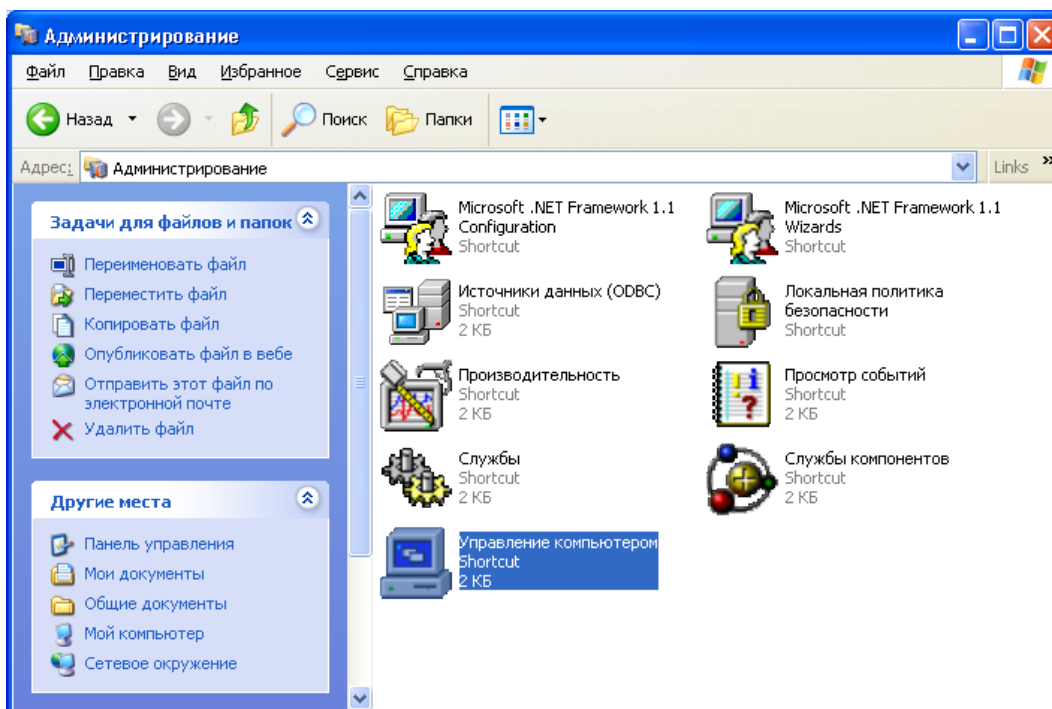 Администрирование
Файл Правка Вид Избранное Сервис Справка
Назад Поиск Папки
Адрес: Администрирование Links »
Задачи для файлов и папок
Переименовать файл
Переместить файл
Копировать файл
Опубликовать файл в вебе
Отправить этот файл по
электронной почте
Удалить файл
Другие места
Панель управления
Мои документы
Общие документы
Мой компьютер
Сетевое окружение
Microsoft .NET Framework 1.1
Configuration
Shortcut
Microsoft .NET Framework 1.1
Wizards
Shortcut
Источники данных (ODBC)
Shortcut
2 КБ
Локальная политика
безопасности
Shortcut
Производительность
Shortcut
2 КБ
Просмотр событий
Shortcut
2 КБ
Службы
Shortcut
2 КБ
Службы компонентов
Shortcut
2 КБ
Управление компьютером
Shortcut
2 КБ